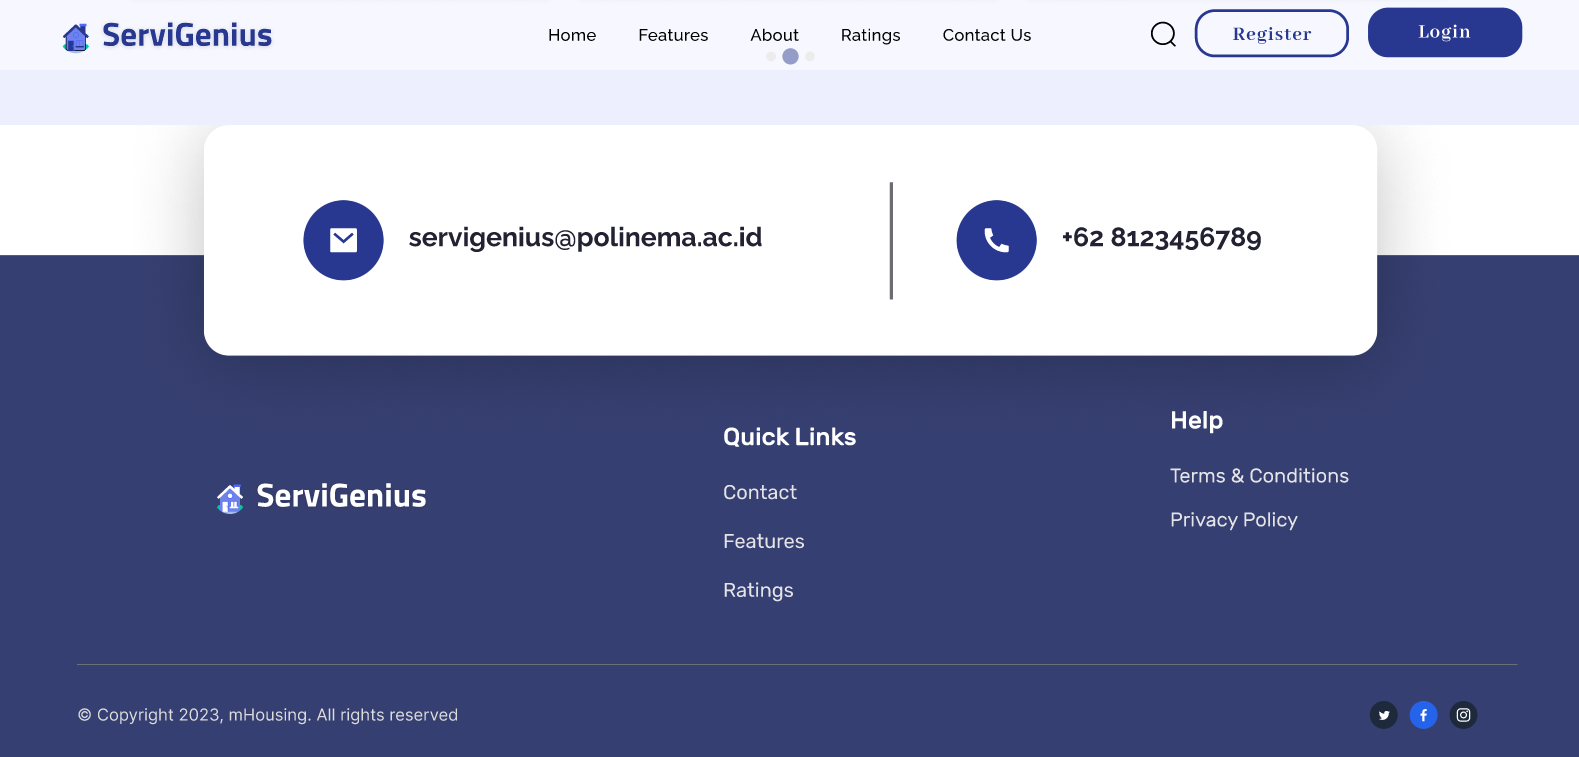 ServiGenius
Home Features About Ratings Contact Us Register Login
servigenius@polinema.ac.id
+62 8123456789
ServiGenius
Quick Links
Contact
Features
Ratings
Help
Terms & Conditions
Privacy Policy
© Copyright 2023, mHousing. All rights reserved